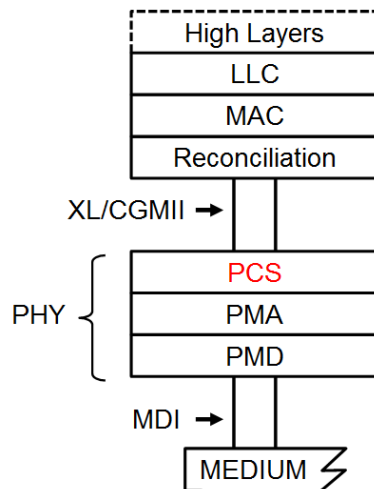 High Layers
LLC
MAC
Reconciliation
XL/CGMII
PCS
PHY
PMA
PMD
MDI
MEDIUM